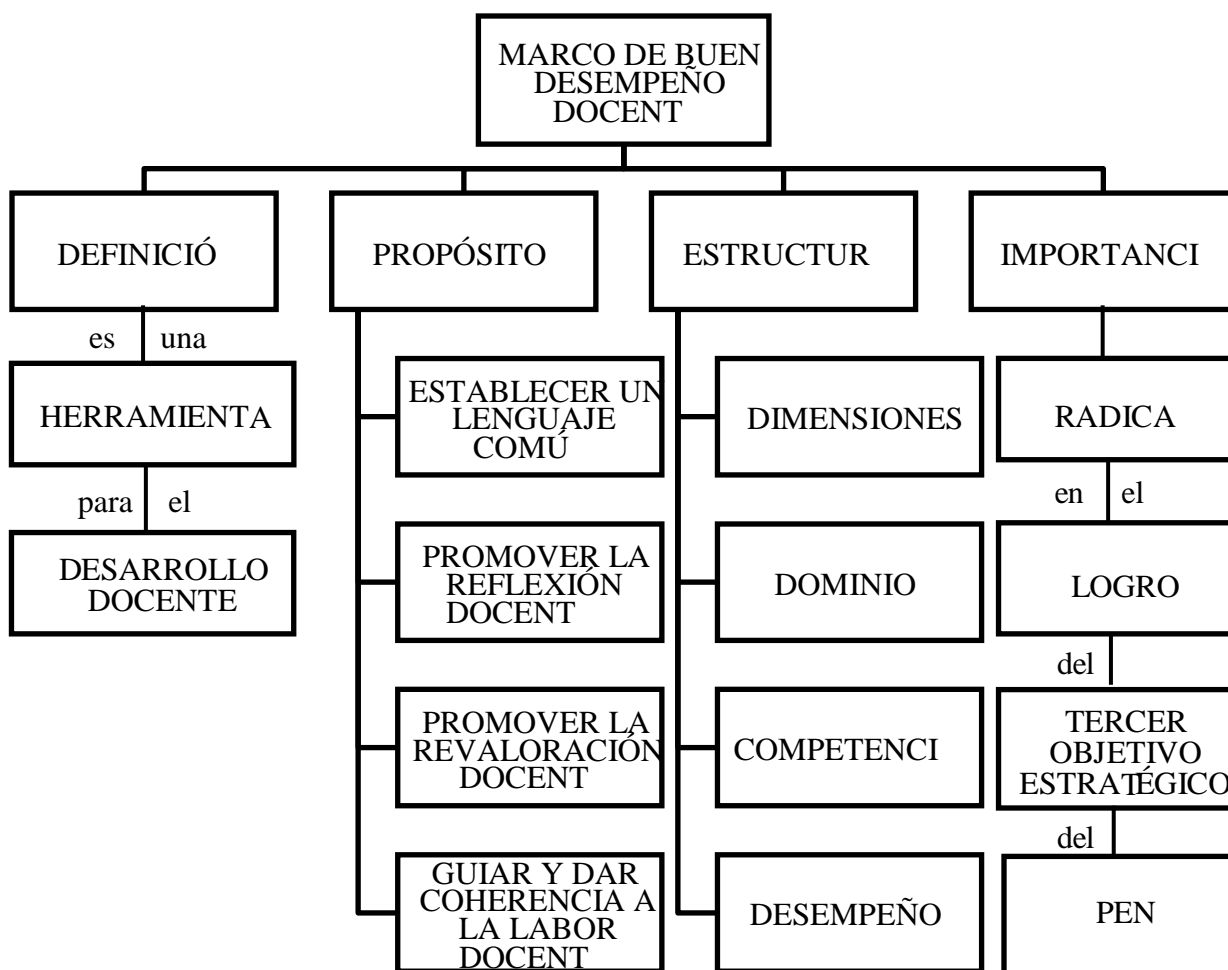 MARCO DE BUEN
DESEMPEÑO
DOCENT
DEFINICIÓ
PROPÓSITO
ESTRUCTUR
IMPORTANCI
es una
HERRAMIENTA
para el
DESARROLLO
DOCENTE
ESTABLECER UN
LENGUAJE
COMÚ
PROMOVER LA
REFLEXIÓN
DOCENT
PROMOVER LA
REVALORACIÓN
DOCENT
GUIAR Y DAR
COHERENCIA A
LA LABOR
DOCENT
DIMENSIONES
DOMINIO
COMPETENCI
DESEMPEÑO
RADICA
en el
LOGRO
del
TERCER
OBJETIVO
ESTRATÉGICO
del
PEN